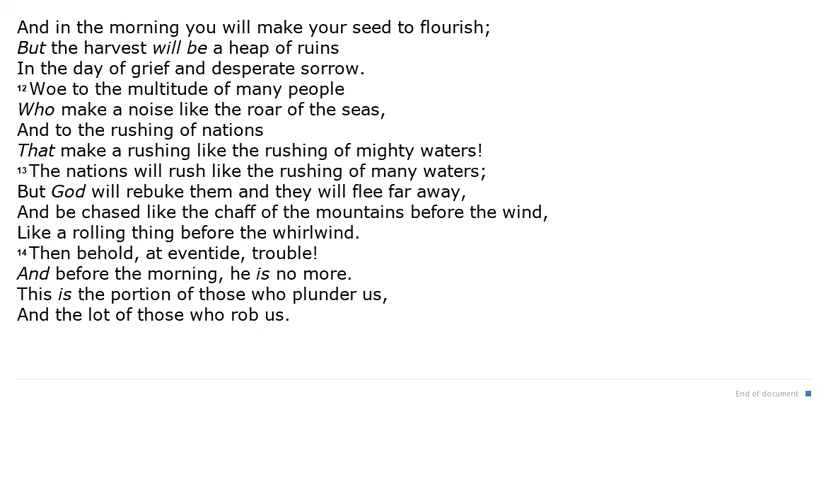 And in the morning you will make your seed to flourish;
But the harvest will be a heap of ruins
In the day of grief and desperate sorrow.
12 Woe to the multitude of many people
Who make a noise like the roar of the seas,
And to the rushing of nations
That make a rushing like the rushing of mighty waters!
13 The nations will rush like the rushing of many waters;
But God will rebuke them and they will flee far away,
And be chased like the chaff of the mountains before the wind,
Like a rolling thing before the whirlwind.
14 Then behold, at eventide, trouble!
And before the morning, he is no more.
This is the portion of those who plunder us,
And the lot of those who rob us.
End of document